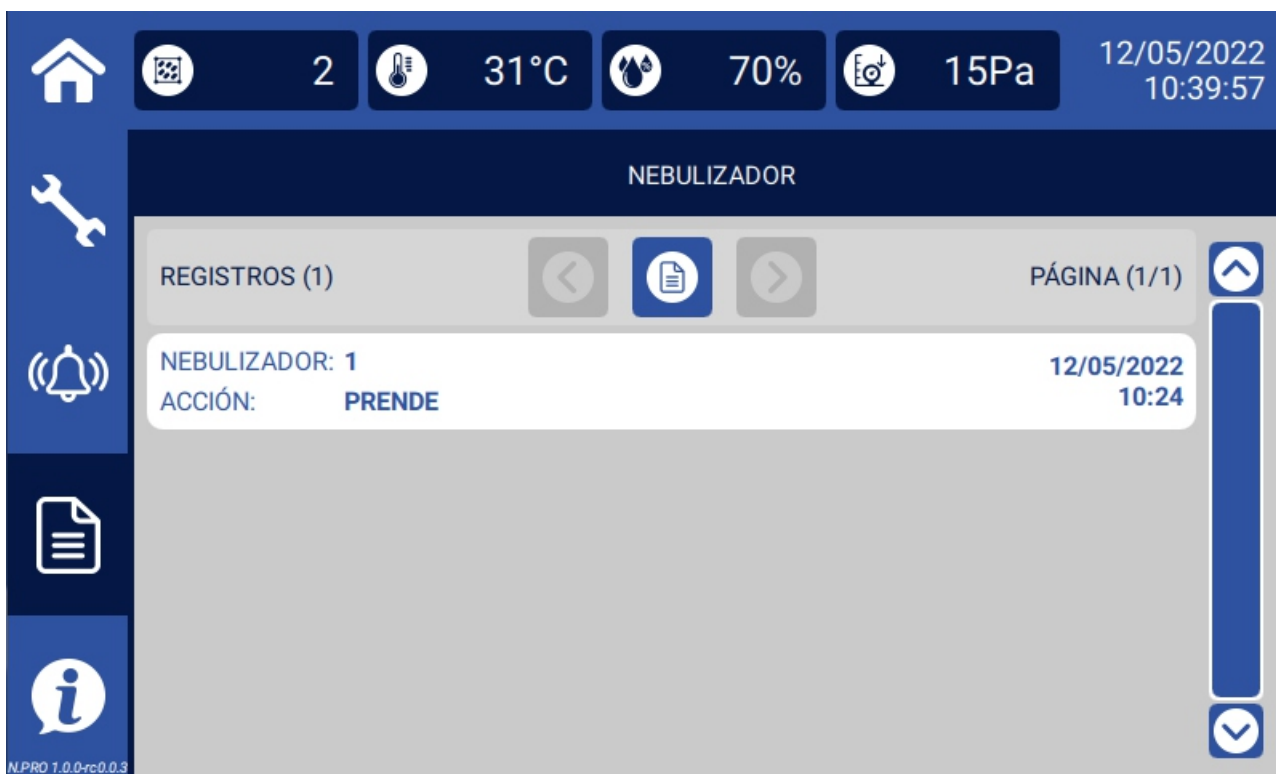 2
31°C
70%
15Pa
12/05/2022
10:39:57
NEBULIZADOR
REGISTROS (1)
PÁGINA (1/1)
NEBULIZADOR: 1
12/05/2022
ACCIÓN: PRENDE
10:24
N.PRO 1.0.0-rc0.0.3